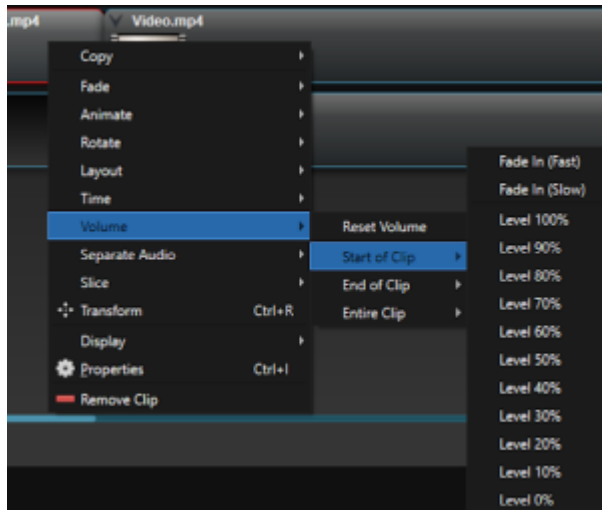 .mp4
Video.mp4
Copy
Fade
Animate
Rotate
Layout
Time
Volume
Separate Audio
Slice
Transform Ctrl+R
Display
Properties Ctrl+I
Remove Clip
Reset Volume
Start of Clip
End of Clip
Entire Clip
Fade In (Fast)
Fade In (Slow)
Level 100%
Level 90%
Level 80%
Level 70%
Level 60%
Level 50%
Level 40%
Level 30%
Level 20%
Level 10%
Level 0%